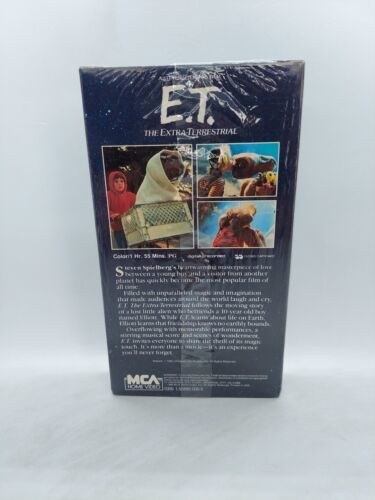 E.T.
THE EXTRA-TERRESTRIAL
Color/1 Hr. 55 Mins. PG
Steven Spielberg's heartwarming masterpiece of love
between a young boy and a visitor from another
planet has quickly become the most popular film of
all time.
Filled with unparalleled magic and imagination
that made audiences around the world laugh and cry,
E.T. The Extra-Terrestrial follows the moving story
of a lost little alien who befriends a 10-year-old boy
named Elliott. While E.T. learns about life on Earth,
Elliott learns that friendship knows no earthly bounds.
Overflowing with memorable performances, a
stirring musical score and scenes of wonderment,
E.T. invites everyone to share the thrill of its magic
touch. It's more than a movie—it's an experience
you'll never forget.
MCA
HOME VIDEO